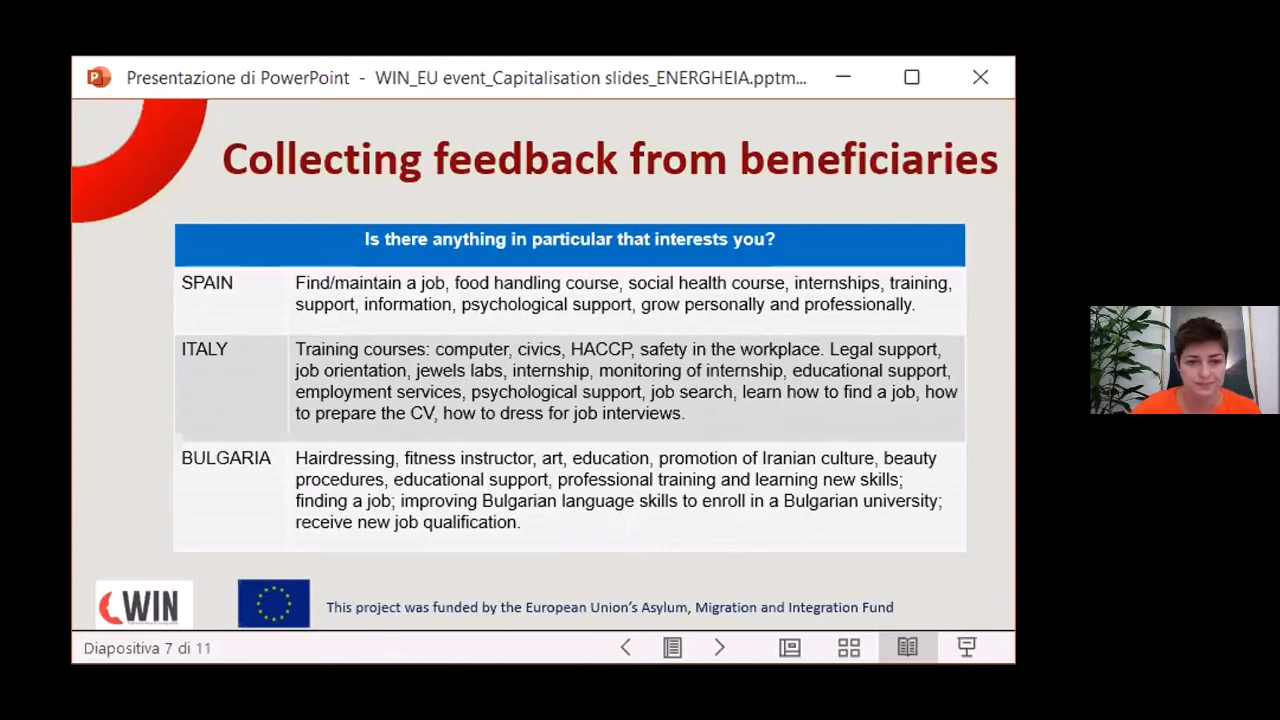 Presentazione di PowerPoint - WIN_EU event_Capitalisation slides_ENERGHEIA.pptm...
Collecting feedback from beneficiaries
Is there anything in particular that interests you?
SPAIN
Find/maintain a job, food handling course, social health course, internships, training,
support, information, psychological support, grow personally and professionally.
ITALY
Training courses: computer, civics, HACCP, safety in the workplace. Legal support,
job orientation, jewels labs, internship, monitoring of internship, educational support,
employment services, psychological support, job search, learn how to find a job, how
to prepare the CV, how to dress for job interviews.
BULGARIA
Hairdressing, fitness instructor, art, education, promotion of Iranian culture, beauty
procedures, educational support, professional training and learning new skills;
finding a job; improving Bulgarian language skills to enroll in a Bulgarian university;
receive new job qualification.
WIN
This project was funded by the European Union's Asylum, Migration and Integration Fund
Diapositiva 7 di 11